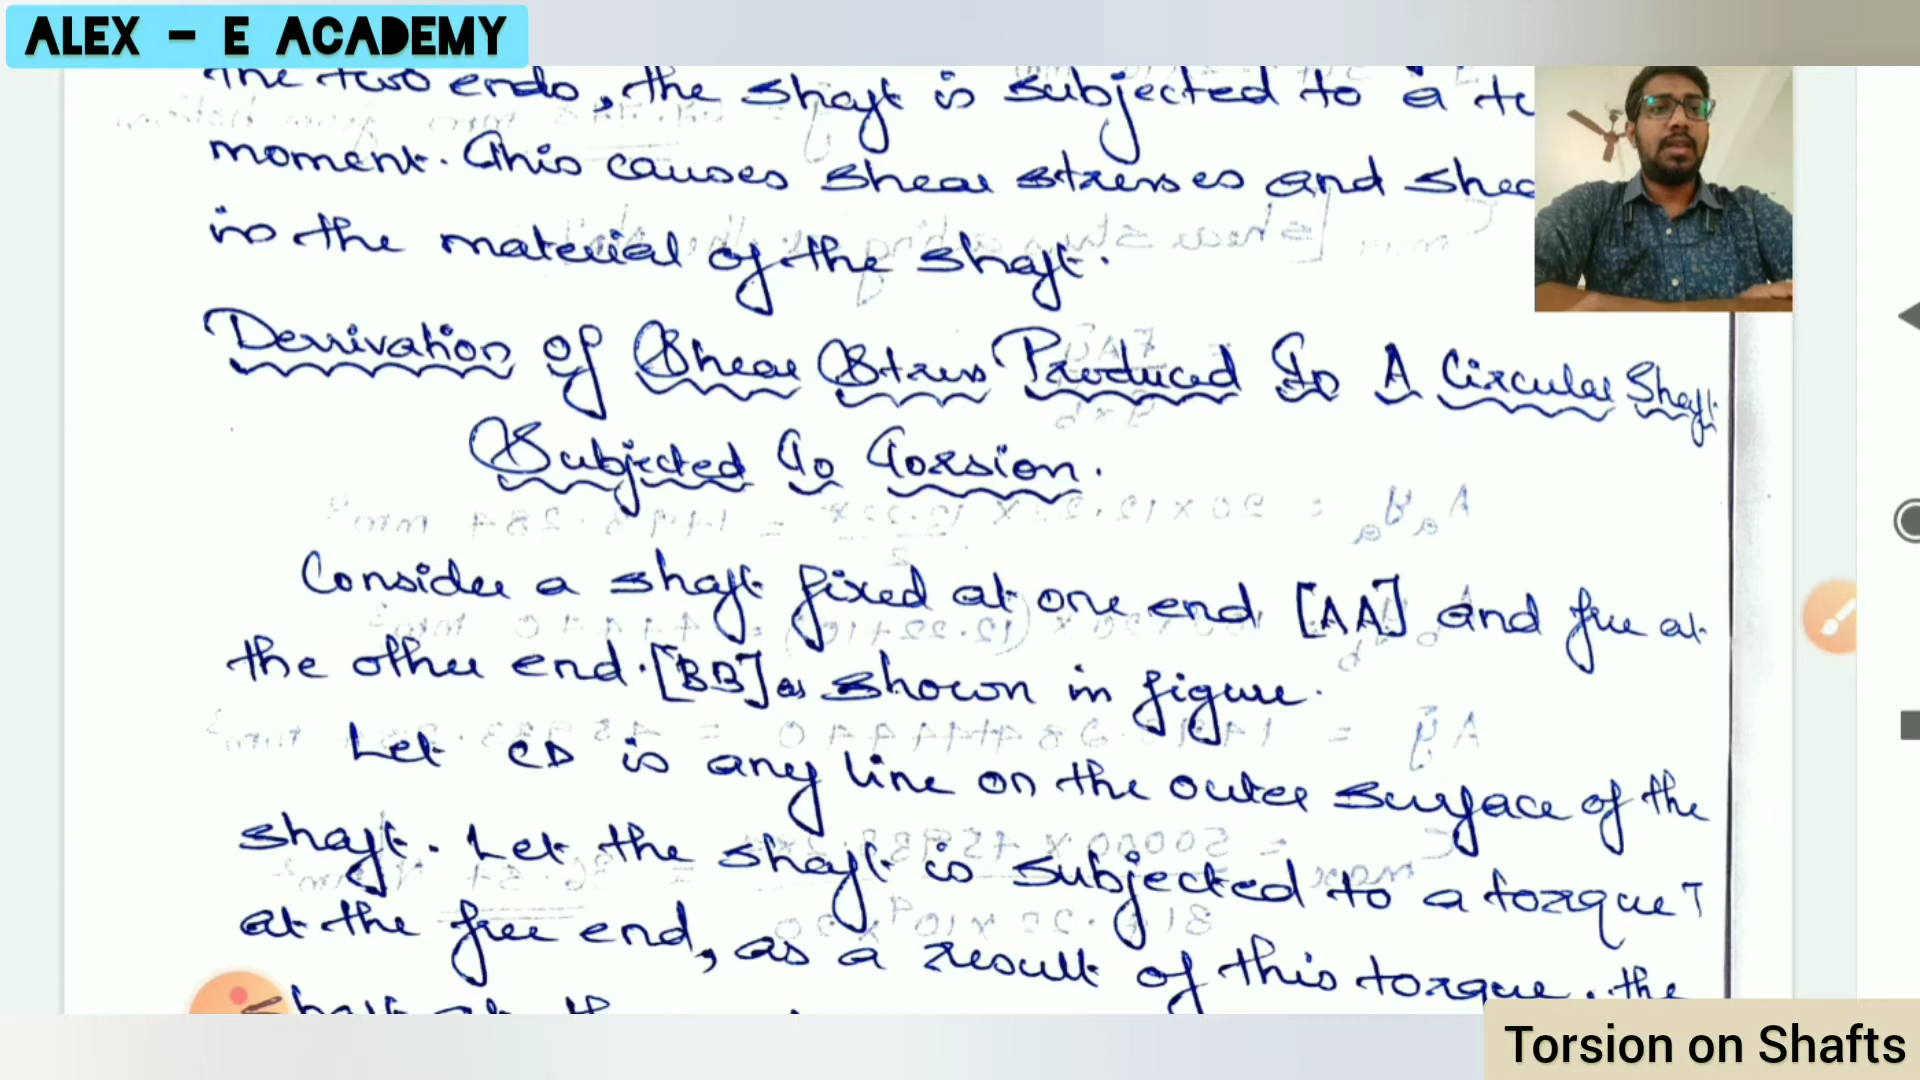 ALEX - E ACADEMY
The two ends, the shaft is subjected to a
moment. This causes shear stresses and
in the material of the shaft.
Derrivation of Shear Stress Produced In A Circular Shaft
Subjected To Torsion.
Consider a shaft fixed at one end [AA] and free at
the other end. [BB] as shown in figure.
Let CD is any line on the outer surface of the
shaft. Let the shaft is subjected to a torque T
at the free end, as a result of this torque, the
Torsion on Shafts